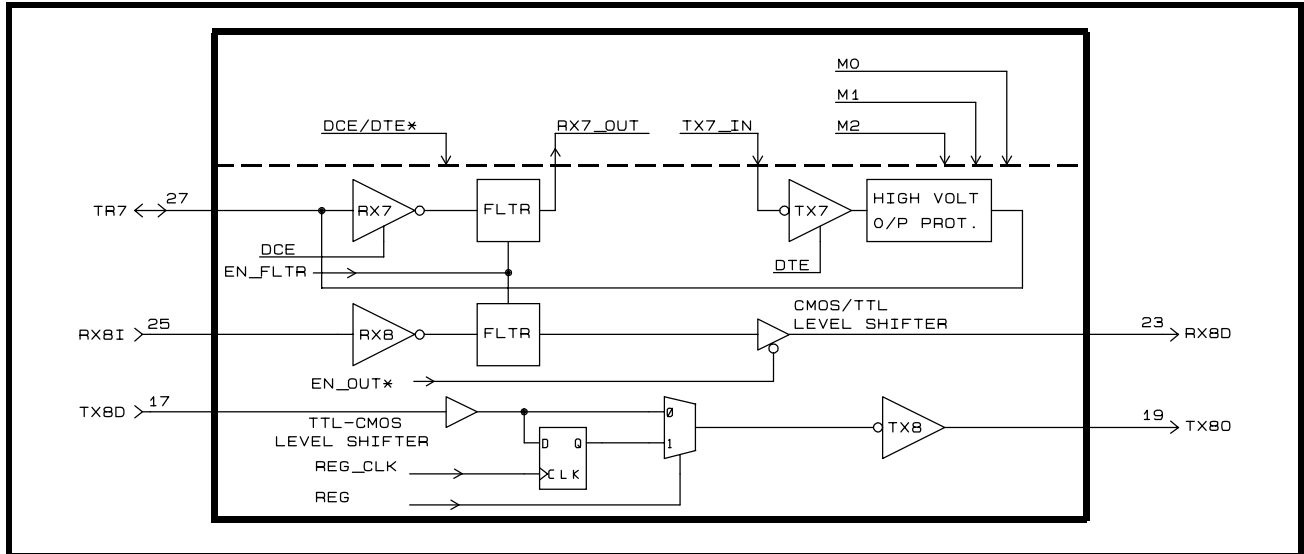 M0
M1
DCE/DTE*
RX7_OUT
TX7_IN
M2
TR7
27
RX7
FLTR
TX7
HIGH VOLT
O/P PROT.
DCE
EN_FLTR
DTE
RX8I
25
RX8
FLTR
CMOS/TTL
LEVEL SHIFTER
23
RX8D
EN_OUT*
TX8D
17
TTL-CMOS
LEVEL SHIFTER
0
1
D
Q
CLK
TX8
19
TX8O
REG_CLK
REG